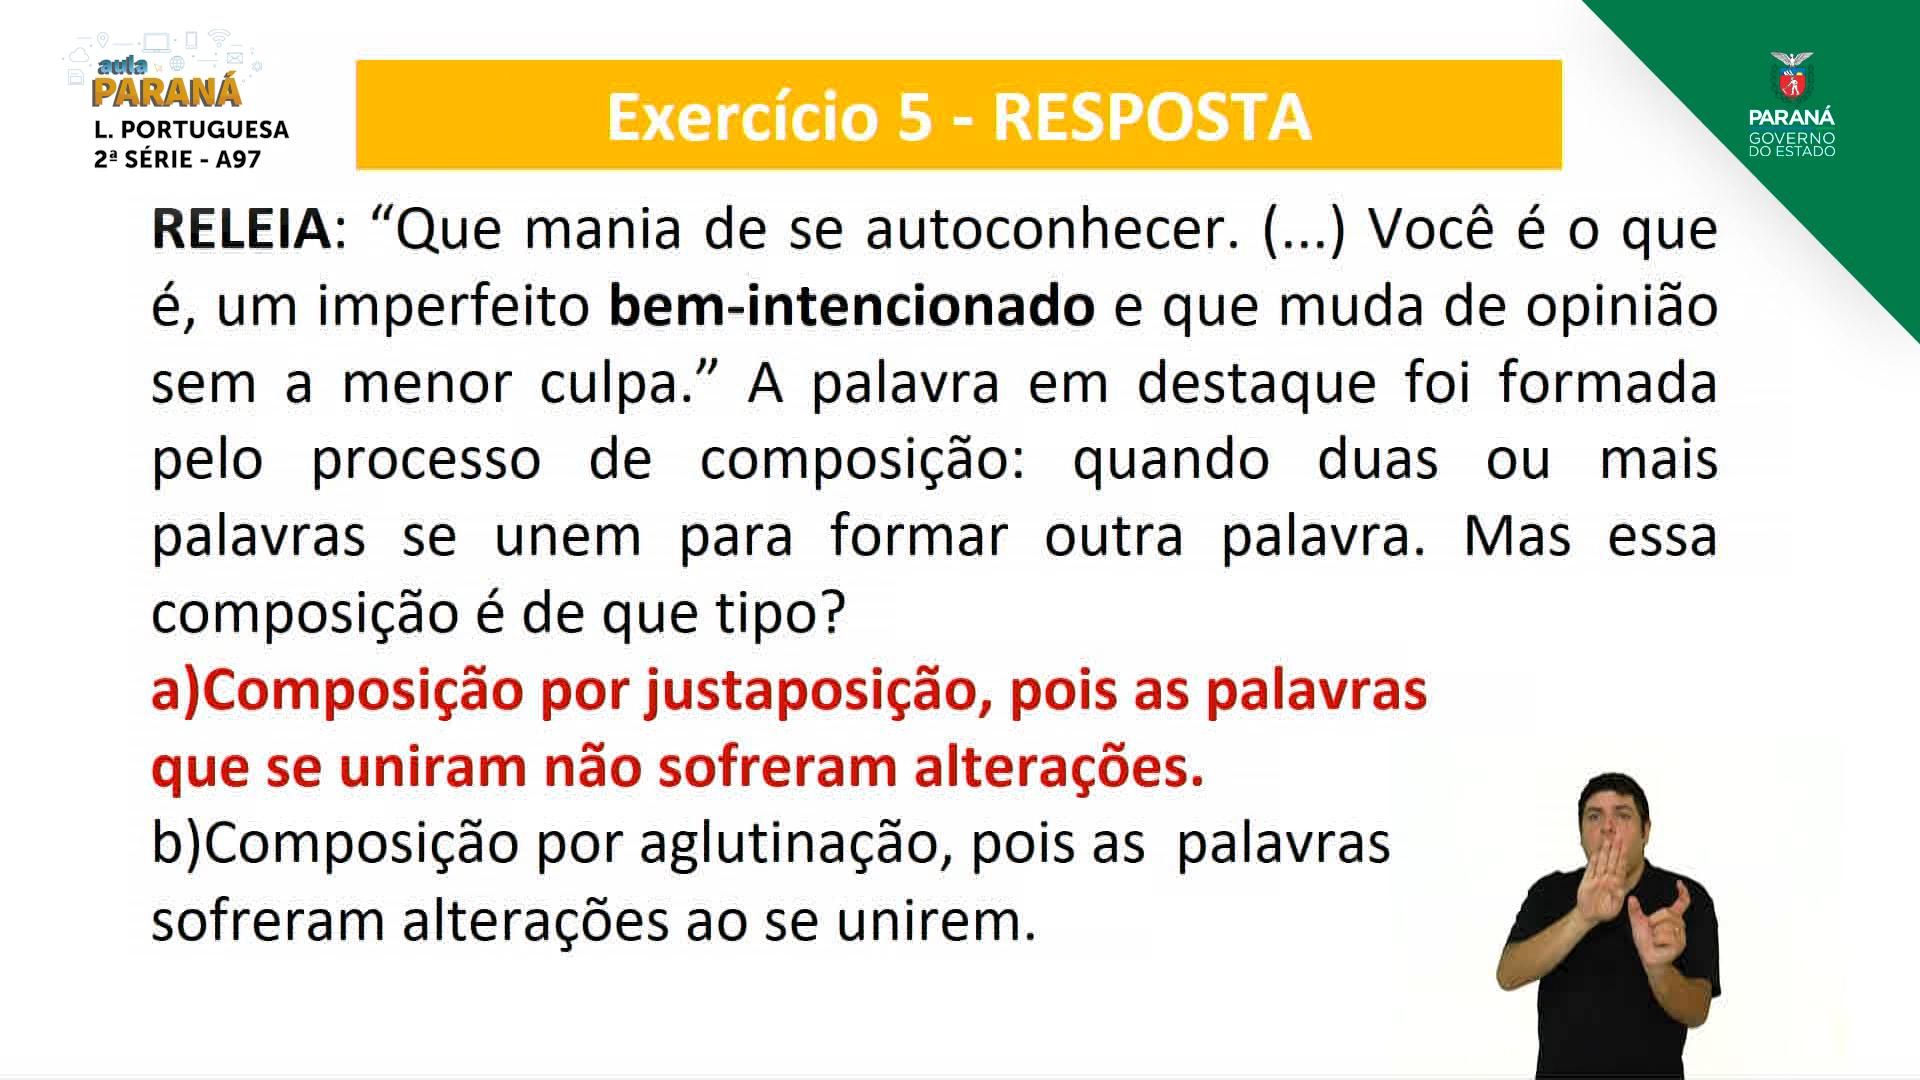 aula
PARANÁ
L. PORTUGUESA
2ª SÉRIE - A97
Exercício 5 - RESPOSTA
PARANÁ
GOVERNO
DO ESTADO
RELEIA: “Que mania de se autoconhecer. (...) Você é o que
é, um imperfeito bem-intencionado e que muda de opinião
sem a menor culpa.” A palavra em destaque foi formada
pelo processo de composição: quando duas ou mais
palavras se unem para formar outra palavra. Mas essa
composição é de que tipo?
a)Composição por justaposição, pois as palavras
que se uniram não sofreram alterações.
b)Composição por aglutinação, pois as palavras
sofreram alterações ao se unirem.